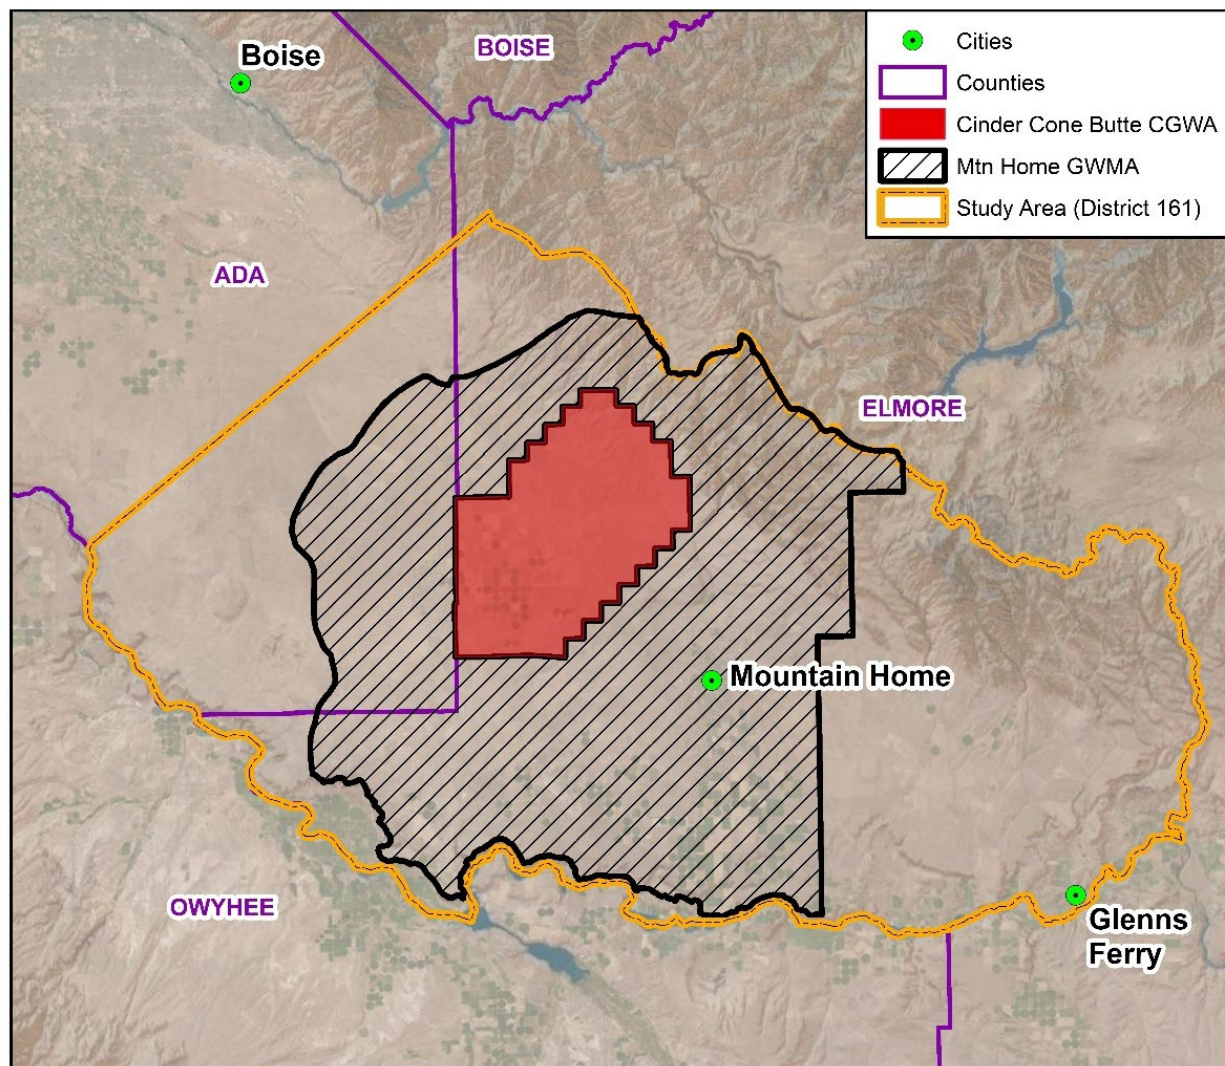 Boise
BOISE
Cities
Counties
Cinder Cone Butte CGWA
Mtn Home GWMA
Study Area (District 161)
ADA
ELMORE
Mountain Home
OWYHEE
Glenns
Ferry